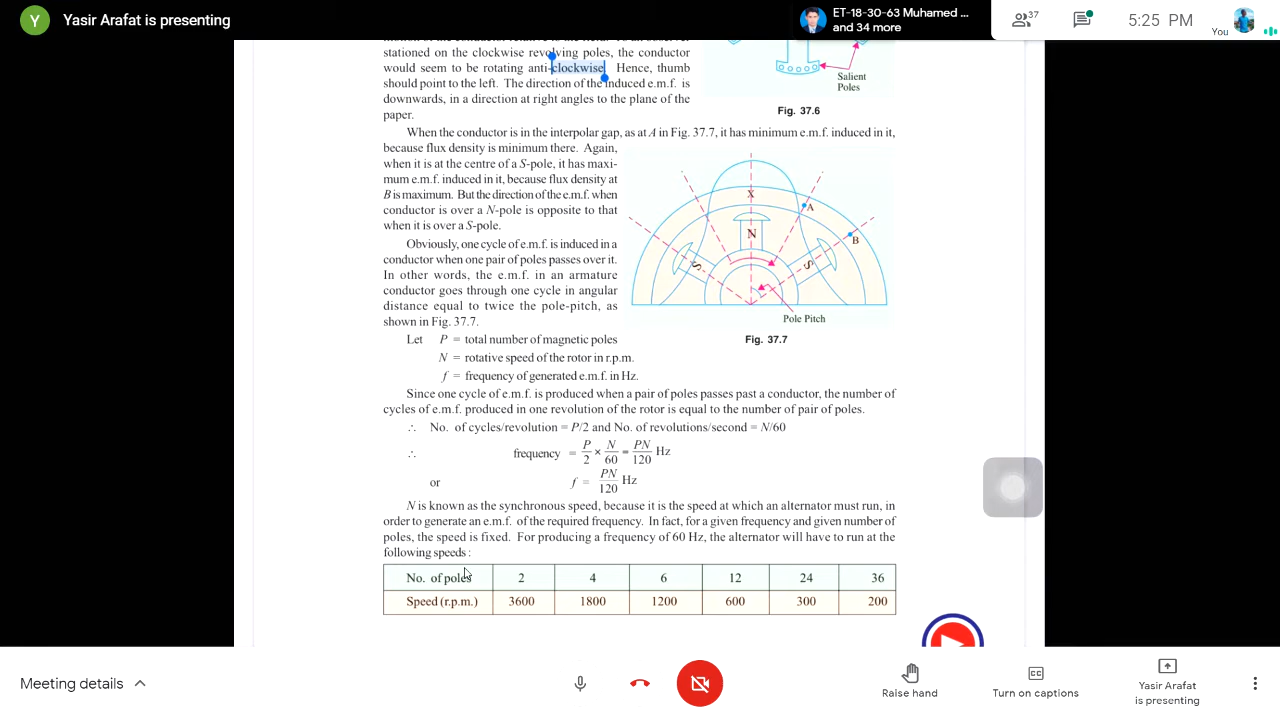 Y
Yasir Arafat is presenting
ET-18-30-63 Muhamed ...
and 34 more
37
You
5:25 PM
stationed on the clockwise revolving poles, the conductor
would seem to be rotating anti-clockwise. Hence, thumb
should point to the left. The direction of the induced e.m.f. is
downwards, in a direction at right angles to the plane of the
paper.
Salient
Poles
Fig. 37.6
When the conductor is in the interpolar gap, as at A in Fig. 37.7, it has minimum e.m.f. induced in it,
because flux density is minimum there. Again,
when it is at the centre of a S-pole, it has maxi-
mum e.m.f. induced in it, because flux density at
B is maximum. But the direction of the e.m.f. when
conductor is over a N-pole is opposite to that
when it is over a S-pole.
Obviously, one cycle of e.m.f. is induced in a
conductor when one pair of poles passes over it.
In other words, the e.m.f. in an armature
conductor goes through one cycle in angular
distance equal to twice the pole-pitch, as
shown in Fig. 37.7.
X
A
N
B
S
S
Pole Pitch
Fig. 37.7
Let P = total number of magnetic poles
N = rotative speed of the rotor in r.p.m.
f = frequency of generated e.m.f. in Hz.
Since one cycle of e.m.f. is produced when a pair of poles passes past a conductor, the number of
cycles of e.m.f. produced in one revolution of the rotor is equal to the number of pair of poles.
∴ No. of cycles/revolution = P/2 and No. of revolutions/second = N/60
∴ frequency = P/2 × N/60 = PN/120 Hz
or f = PN/120 Hz
N is known as the synchronous speed, because it is the speed at which an alternator must run, in
order to generate an e.m.f. of the required frequency. In fact, for a given frequency and given number of
poles, the speed is fixed. For producing a frequency of 60 Hz, the alternator will have to run at the
following speeds :
No. of poles 2 4 6 12 24 36
Speed (r.p.m.) 3600 1800 1200 600 300 200
Meeting details
Raise hand
CC
Turn on captions
Yasir Arafat
is presenting